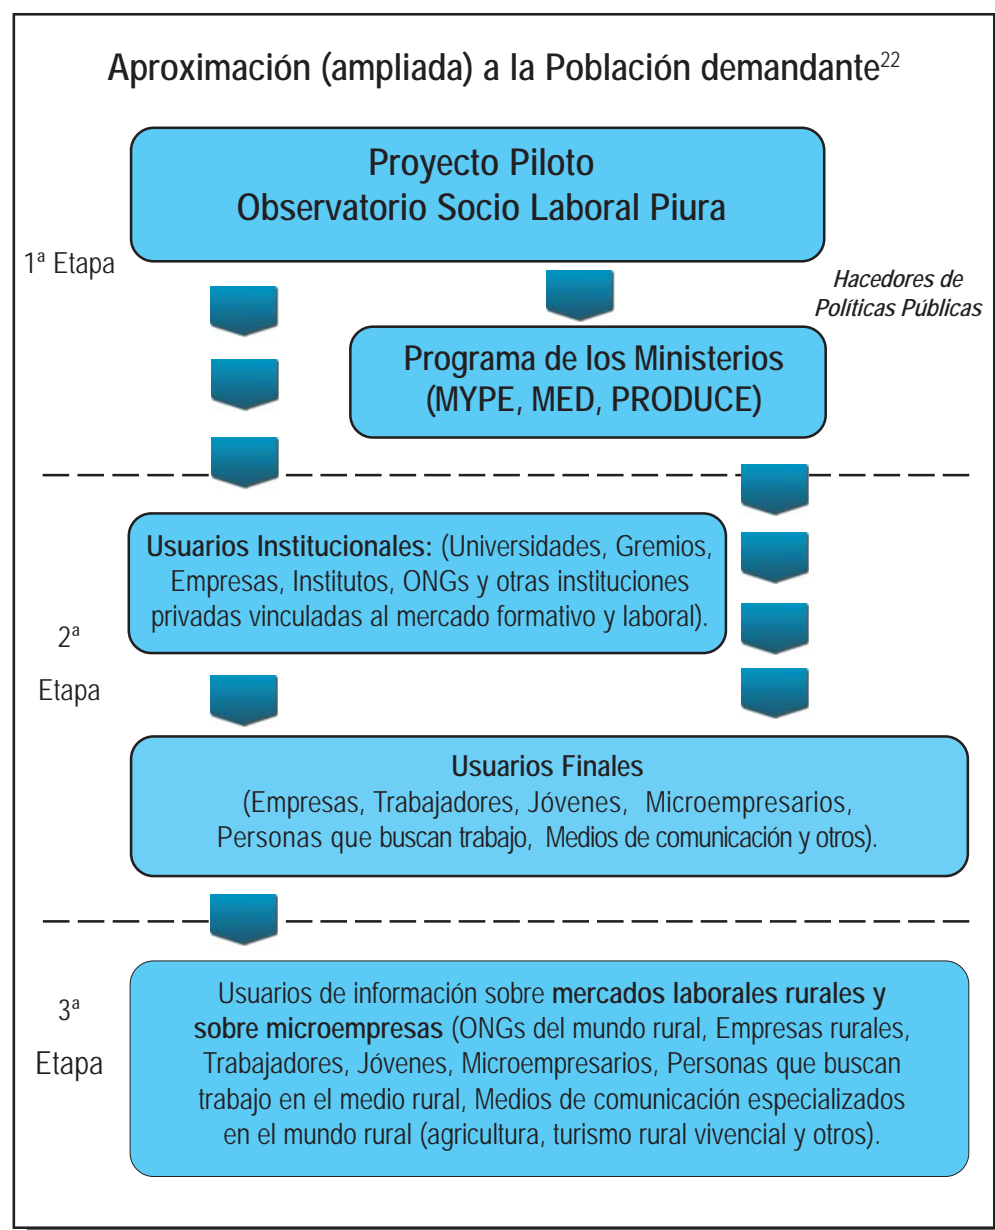 Aproximación (ampliada) a la Población demandante²²
Proyecto Piloto
Observatorio Socio Laboral Piura
1ª Etapa
Hacedores de
Políticas Públicas
Programa de los Ministerios
(MYPE, MED, PRODUCE)
Usuarios Institucionales: (Universidades, Gremios,
Empresas, Institutos, ONGs y otras instituciones
privadas vinculadas al mercado formativo y laboral).
2ª
Etapa
Usuarios Finales
(Empresas, Trabajadores, Jóvenes, Microempresarios,
Personas que buscan trabajo, Medios de comunicación y otros).
3ª
Etapa
Usuarios de información sobre mercados laborales rurales y
sobre microempresas (ONGs del mundo rural, Empresas rurales,
Trabajadores, Jóvenes, Microempresarios, Personas que buscan
trabajo en el medio rural, Medios de comunicación especializados
en el mundo rural (agricultura, turismo rural vivencial y otros).